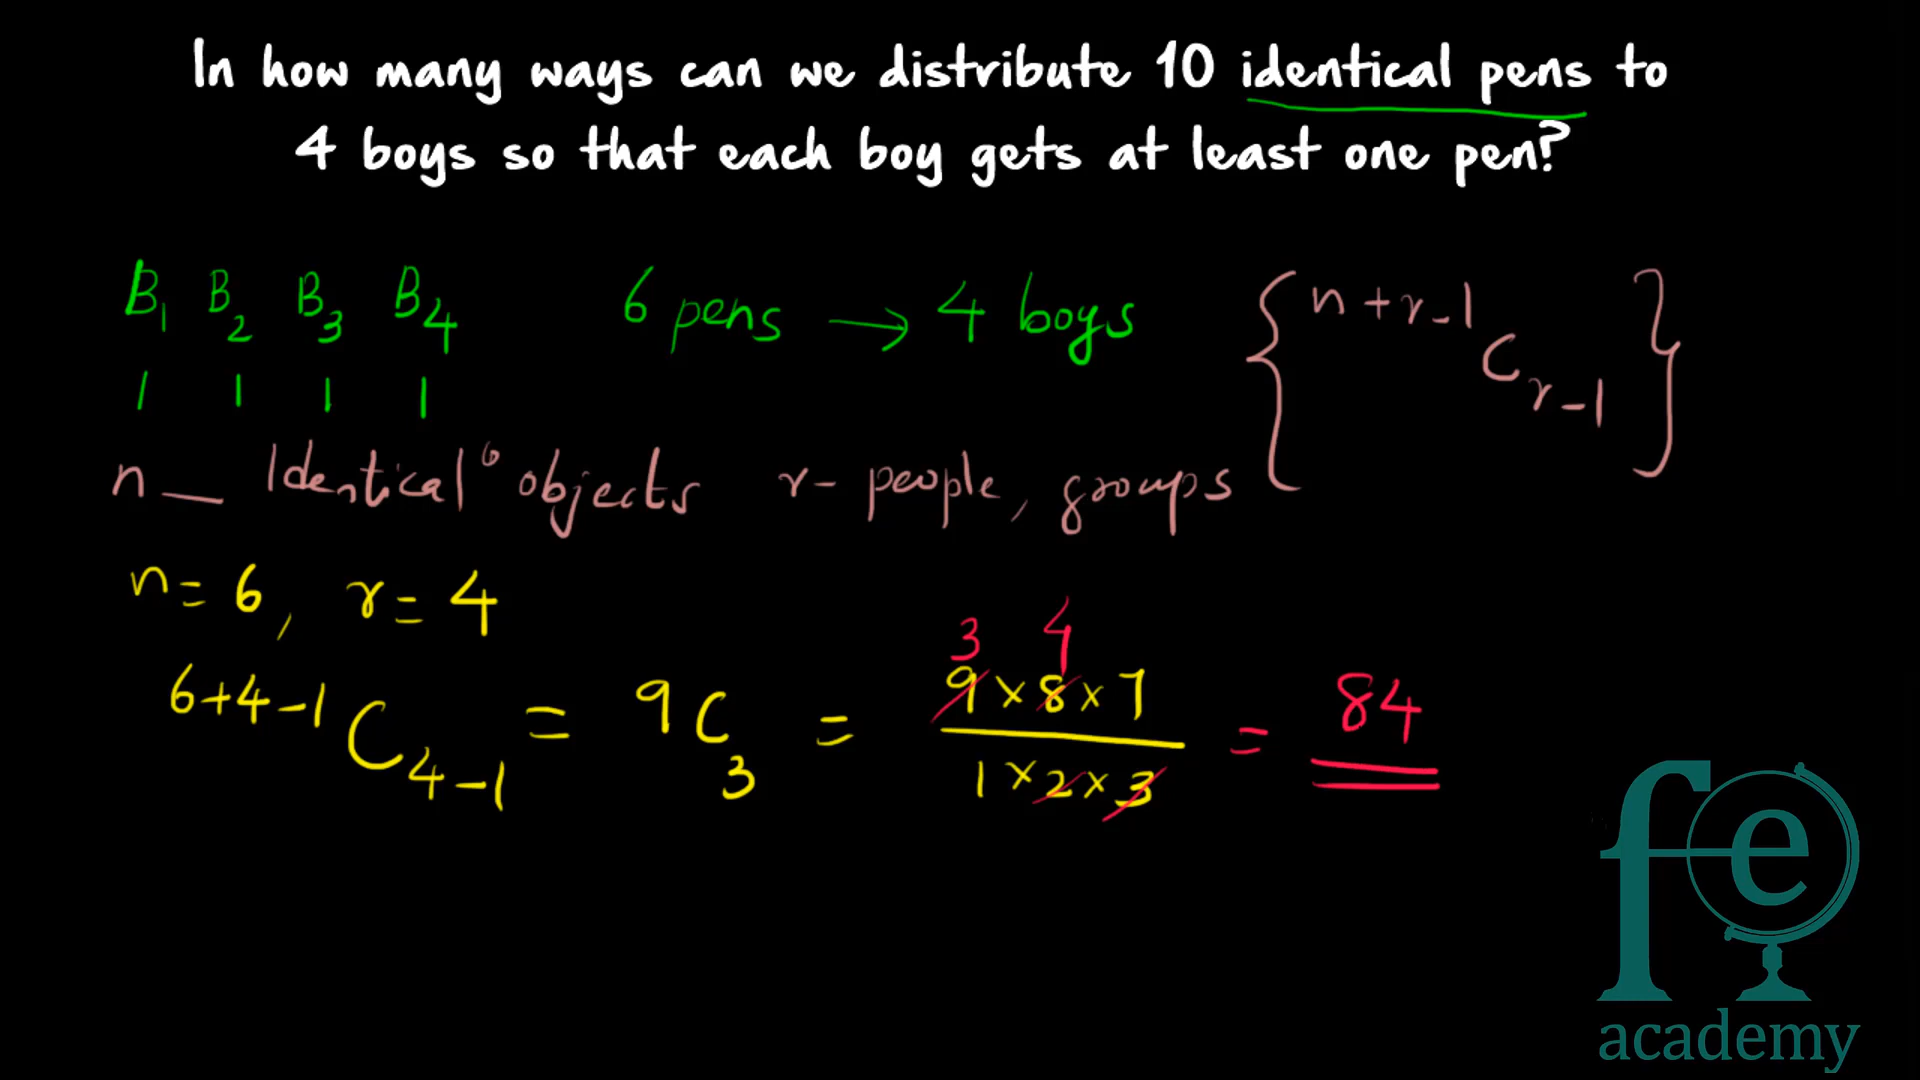 In how many ways can we distribute 10 identical pens to
4 boys so that each boy gets at least one pen?
B₁ B₂ B₃ B₄ 6 pens → 4 boys { ⁿ⁺ʳ⁻¹Cᵣ₋₁ }
1 1 1 1
n — Identical 6 objects r - people, groups
n = 6, r = 4
3 4
⁶⁺⁴⁻¹C₄₋₁ = 9C₃ = 9 × 8 × 7 / 1 × 2 × 3 = 84
fe
academy